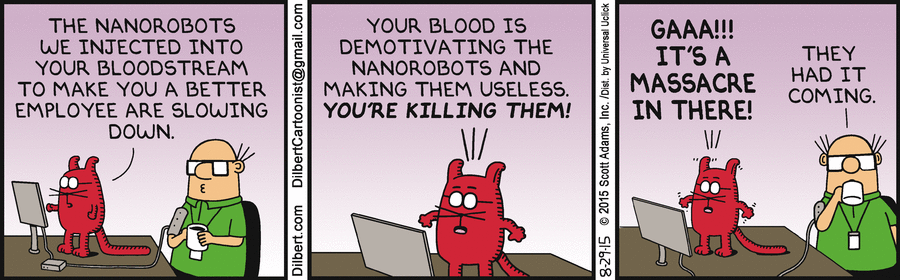 THE NANOROBOTS
WE INJECTED INTO
YOUR BLOODSTREAM
TO MAKE YOU A BETTER
EMPLOYEE ARE SLOWING
DOWN.
Dilbert.com DilbertCartoonist@gmail.com
YOUR BLOOD IS
DEMOTIVATING THE
NANOROBOTS AND
MAKING THEM USELESS.
YOU'RE KILLING THEM!
8-29-15 © 2015 Scott Adams, Inc. /Dist. by Universal Uclick
GAAA!!!
IT'S A
MASSACRE
IN THERE!
THEY
HAD IT
COMING.